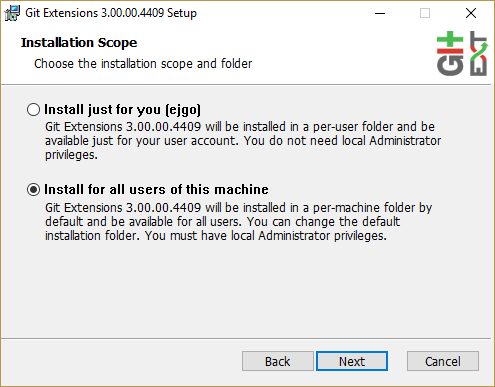 Git Extensions 3.00.00.4409 Setup
Installation Scope
Choose the installation scope and folder
Git
EXT
Install just for you (ejgo)
Git Extensions 3.00.00.4409 will be installed in a per-user folder and be
available just for your user account. You do not need local Administrator
privileges.
Install for all users of this machine
Git Extensions 3.00.00.4409 will be installed in a per-machine folder by
default and be available for all users. You can change the default
installation folder. You must have local Administrator privileges.
Back
Next
Cancel